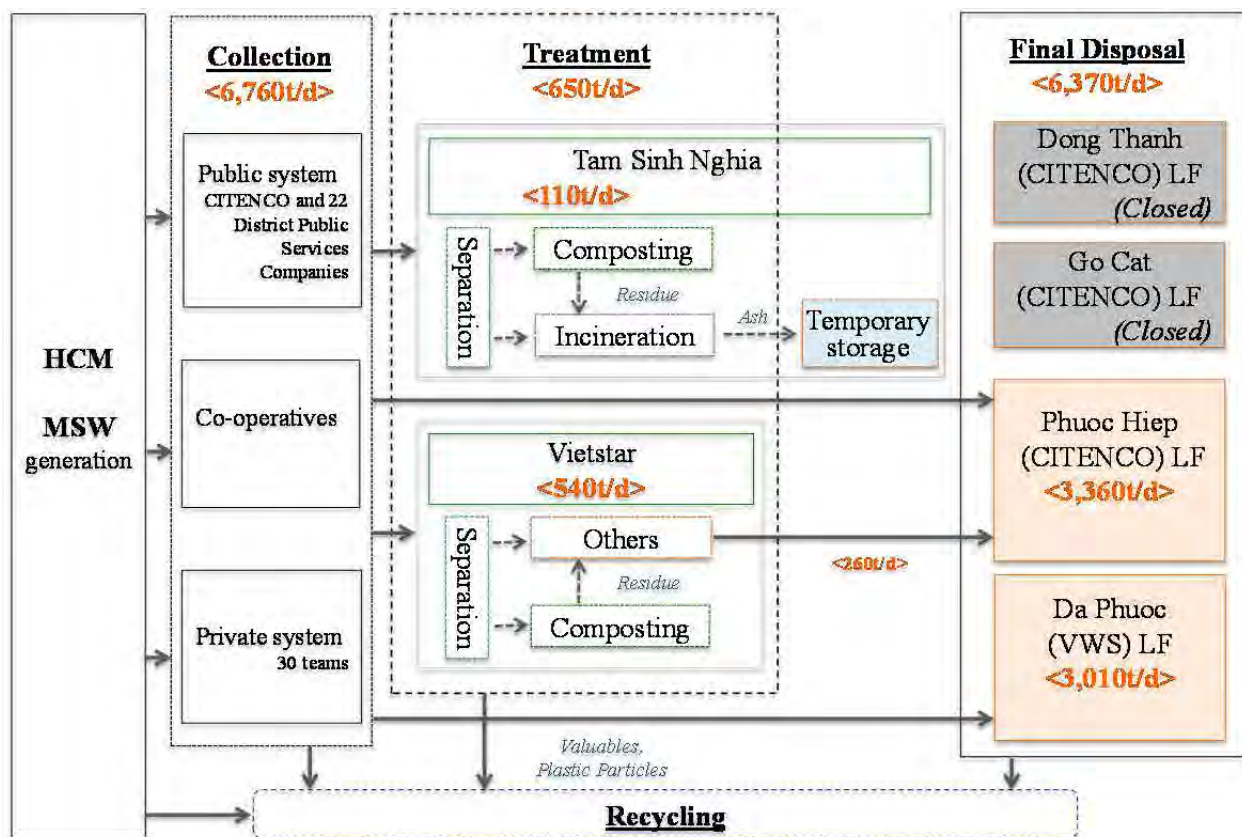 HCM
MSW
generation
Collection
<6,760t/d>
Public system
CITENCO and 22
District Public
Services
Companies
Co-operatives
Private system
30 teams
Treatment
<650t/d>
Tam Sinh Nghia
<110t/d>
Separation
Composting
Residue
Incineration
Ash
Temporary
storage
Vietstar
<540t/d>
Separation
Others
Residue
Composting
<260t/d>
Valuables,
Plastic Particles
Final Disposal
<6,370t/d>
Dong Thanh
(CITENCO) LF
(Closed)
Go Cat
(CITENCO) LF
(Closed)
Phuoc Hiep
(CITENCO) LF
<3,360t/d>
Da Phuoc
(VWS) LF
<3,010t/d>
Recycling